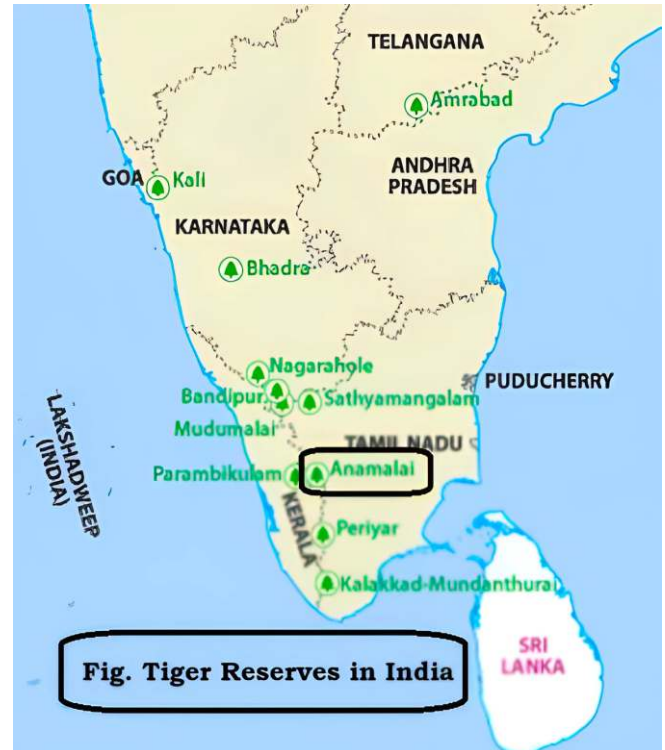 TELANGANA
Amrabad
ANDHRA
PRADESH
GOA
Kali
KARNATAKA
Bhadra
Nagarahole
Bandipur
Sathyamangalam
Mudumalai
PUDUCHERRY
TAMIL NADU
LAKSHADWEEP
(INDIA)
Parambikulam
Anamalai
KERALA
Periyar
Kalakkad-Mundanthurai
SRI
LANKA
Fig. Tiger Reserves in India